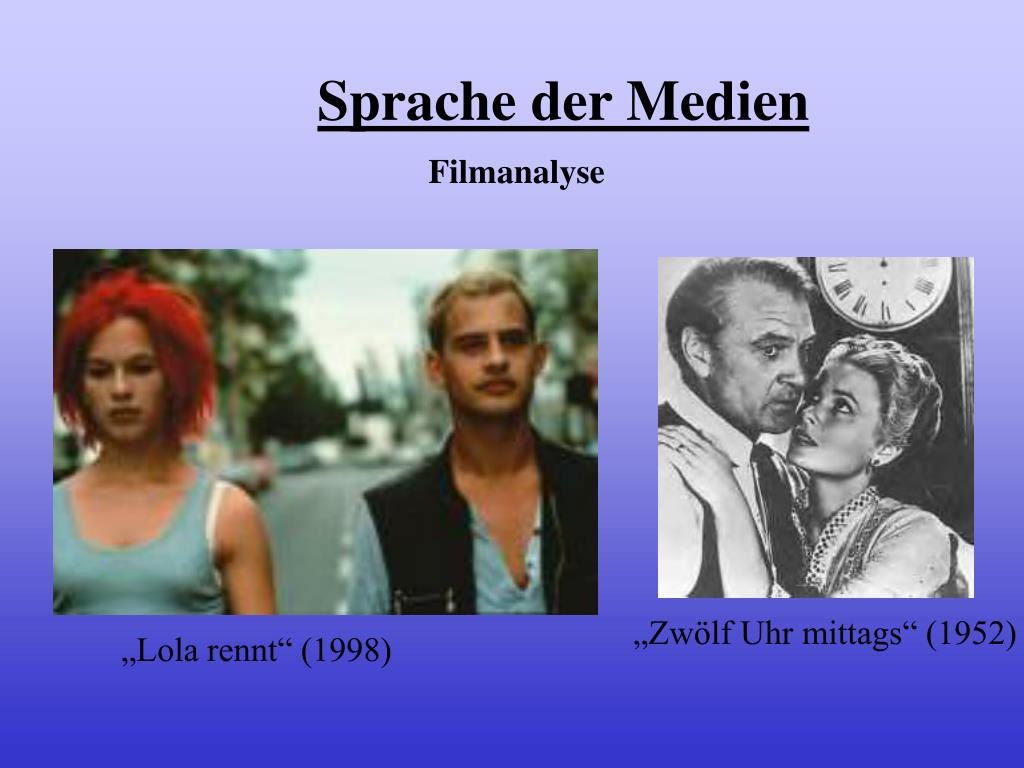 Sprache der Medien
Filmanalyse
„Lola rennt“ (1998)
„Zwölf Uhr mittags“ (1952)